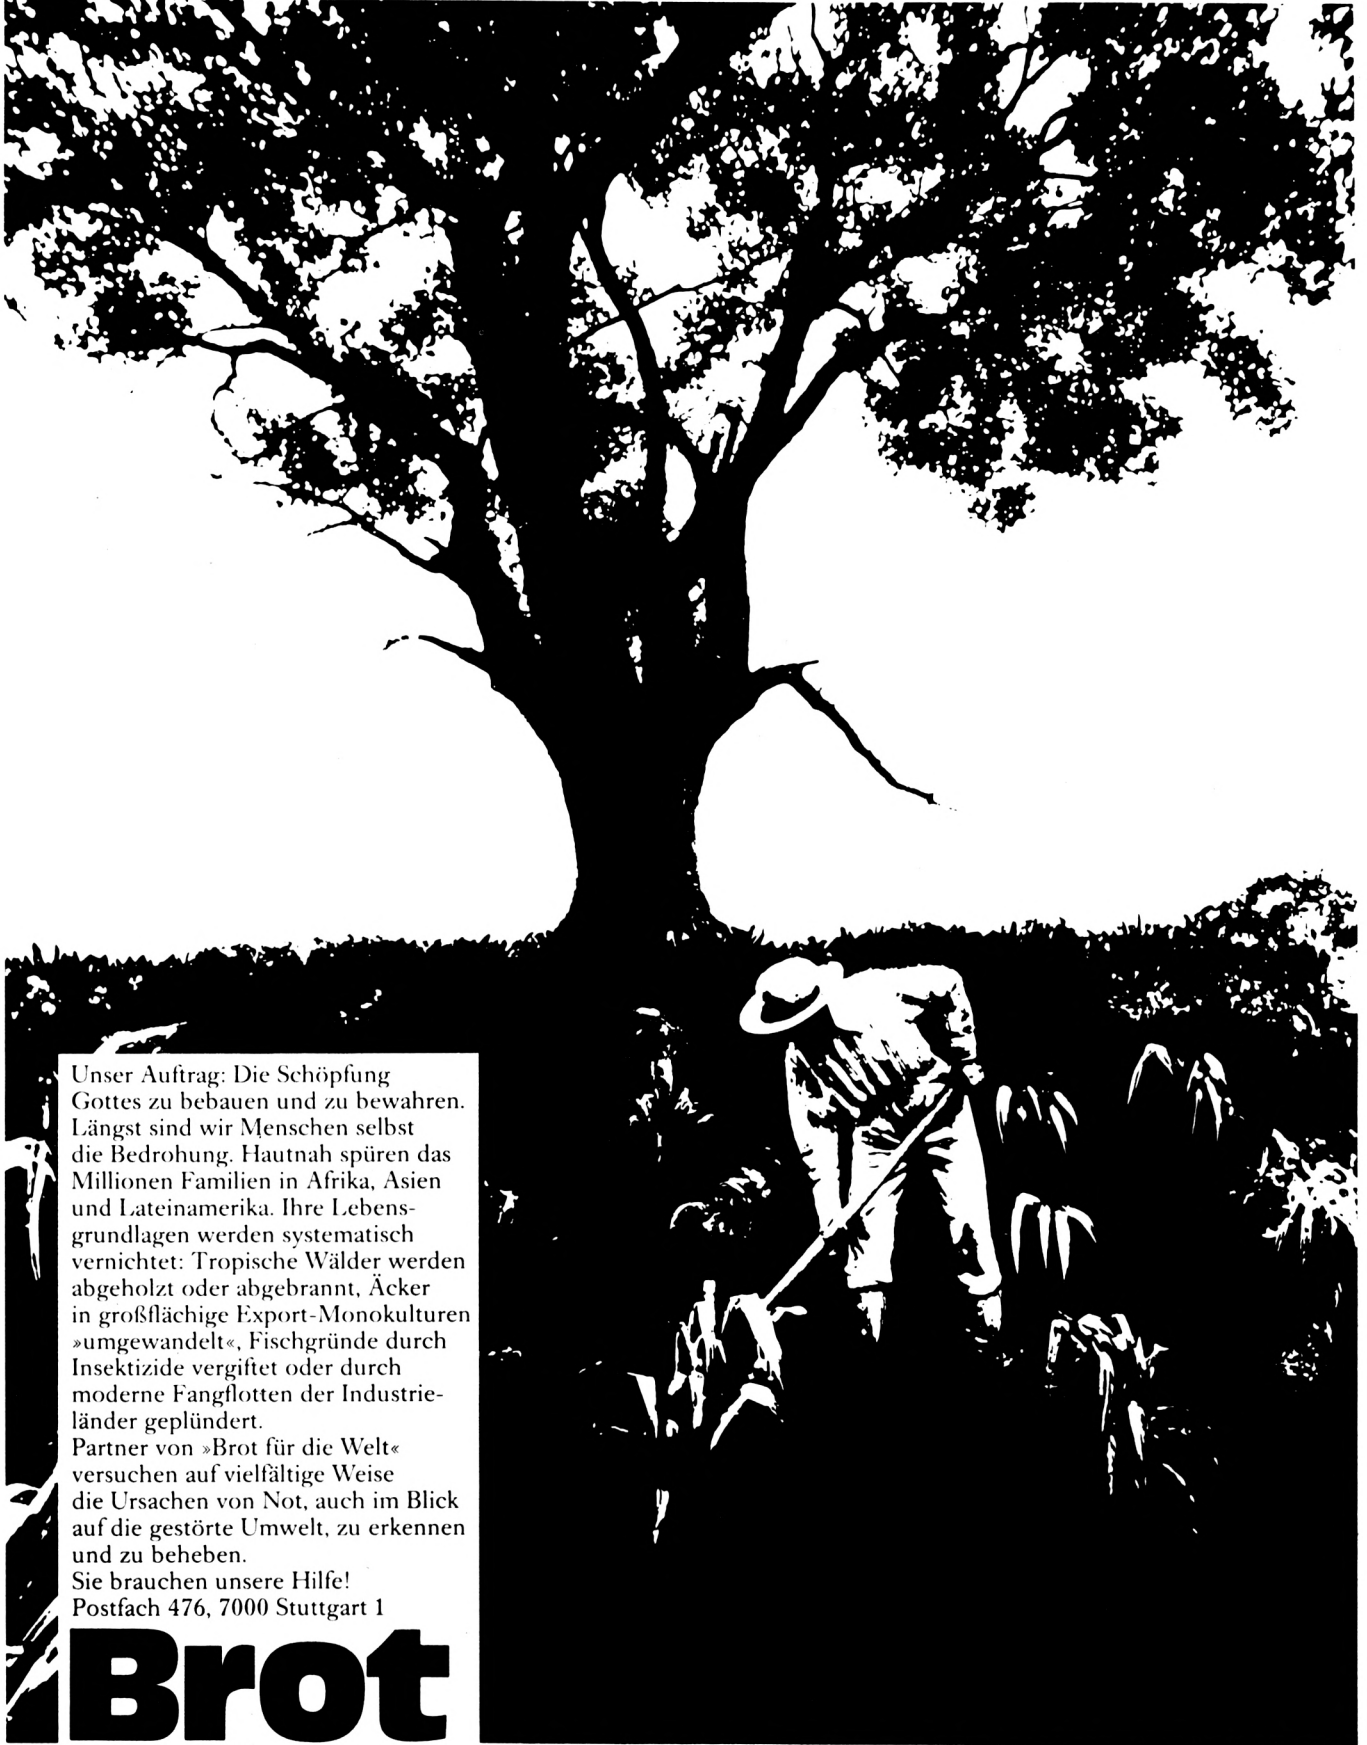 Unser Auftrag: Die Schöpfung
Gottes zu bebauen und zu bewahren.
Längst sind wir Menschen selbst
die Bedrohung. Hautnah spüren das
Millionen Familien in Afrika, Asien
und Lateinamerika. Ihre Lebens-
grundlagen werden systematisch
vernichtet: Tropische Wälder werden
abgeholzt oder abgebrannt, Äcker
in großflächige Export-Monokulturen
»umgewandelt«, Fischgründe durch
Insektizide vergiftet oder durch
moderne Fangflotten der Industrie-
länder geplündert.
Partner von »Brot für die Welt«
versuchen auf vielfältige Weise
die Ursachen von Not, auch im Blick
auf die gestörte Umwelt, zu erkennen
und zu beheben.
Sie brauchen unsere Hilfe!
Postfach 476, 7000 Stuttgart 1
Brot